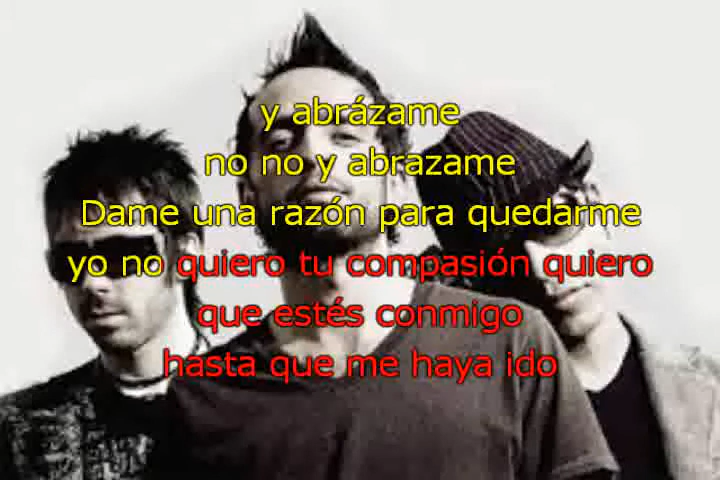 y abrázame
no no y abrazame
Dame una razón para quedarme
yo no quiero tu compasión quiero
que estés conmigo
hasta que me haya ido